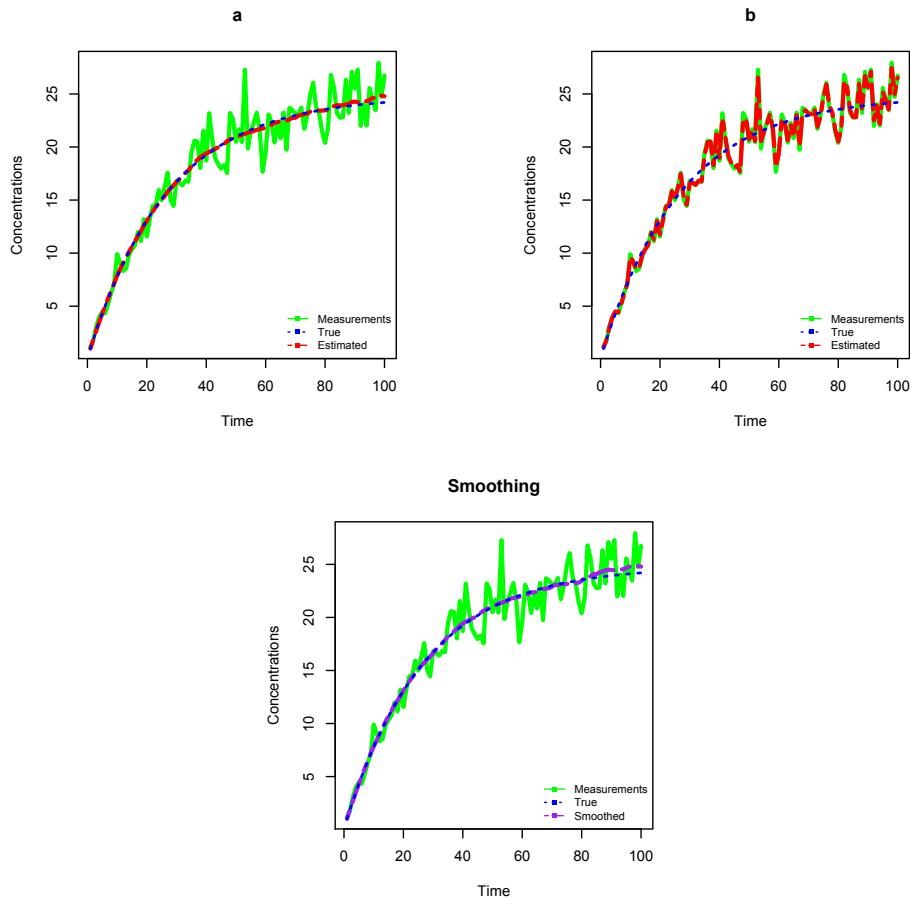 a
Concentrations
25
20
15
10
5
Measurements
True
Estimated
0 20 40 60 80 100
Time
b
Concentrations
25
20
15
10
5
Measurements
True
Estimated
0 20 40 60 80 100
Time
Smoothing
Concentrations
25
20
15
10
5
Measurements
True
Smoothed
0 20 40 60 80 100
Time